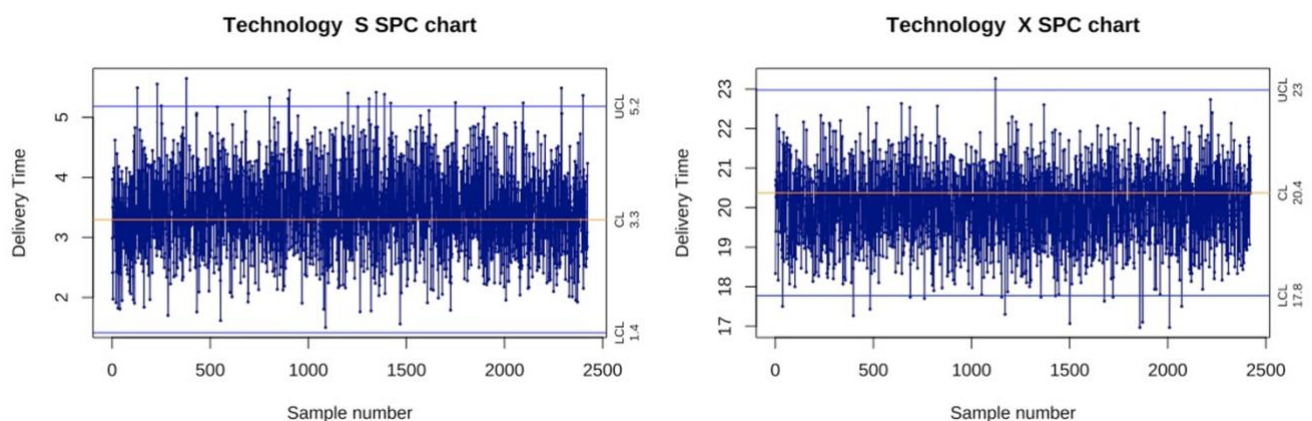 Technology  S SPC chart
Delivery Time
5
4
3
2
UCL
5.2
CL
3.3
LCL
1.4
0 500 1000 1500 2000 2500
Sample number
Technology  X SPC chart
Delivery Time
23
22
21
20
19
18
17
UCL
23
CL
20.4
LCL
17.8
0 500 1000 1500 2000 2500
Sample number